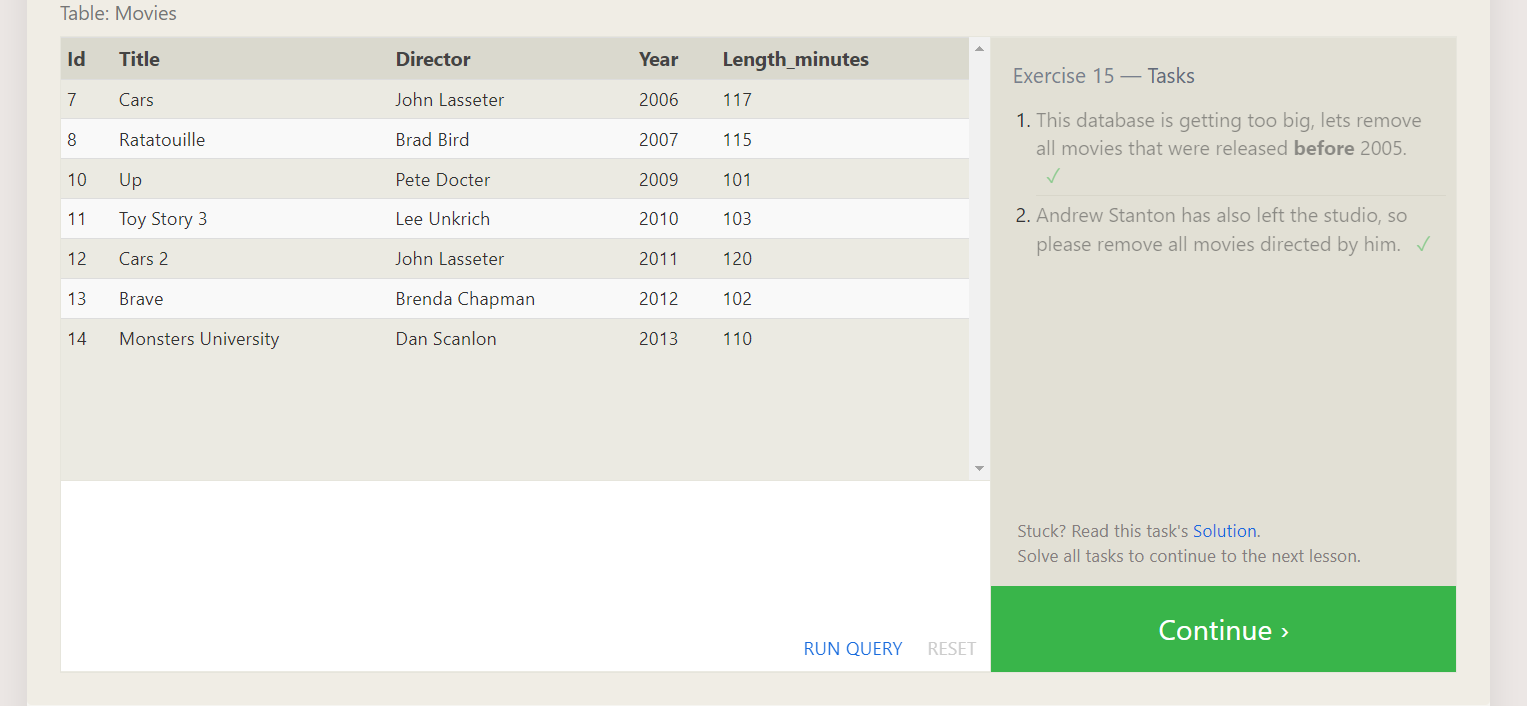 Table: Movies
Id Title Director Year Length_minutes
7 Cars John Lasseter 2006 117
8 Ratatouille Brad Bird 2007 115
10 Up Pete Docter 2009 101
11 Toy Story 3 Lee Unkrich 2010 103
12 Cars 2 John Lasseter 2011 120
13 Brave Brenda Chapman 2012 102
14 Monsters University Dan Scanlon 2013 110
RUN QUERY RESET
Exercise 15 — Tasks
1. This database is getting too big, lets remove
all movies that were released before 2005.
✓
2. Andrew Stanton has also left the studio, so
please remove all movies directed by him. ✓
Stuck? Read this task's Solution.
Solve all tasks to continue to the next lesson.
Continue ›